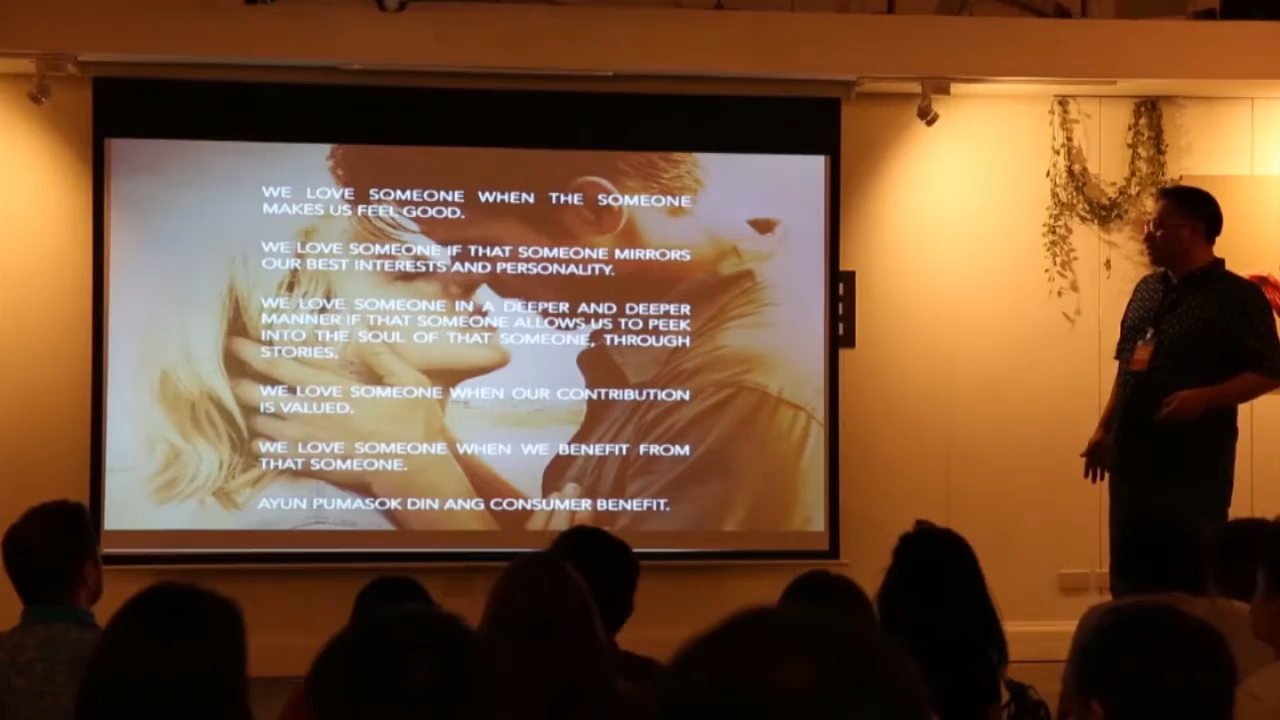 WE LOVE SOMEONE WHEN THE SOMEONE
MAKES US FEEL GOOD.
WE LOVE SOMEONE IF THAT SOMEONE MIRRORS
OUR BEST INTERESTS AND PERSONALITY.
WE LOVE SOMEONE IN A DEEPER AND DEEPER
MANNER IF THAT SOMEONE ALLOWS US TO PEEK
INTO THE SOUL OF THAT SOMEONE, THROUGH
STORIES.
WE LOVE SOMEONE WHEN OUR CONTRIBUTION
IS VALUED.
WE LOVE SOMEONE WHEN WE BENEFIT FROM
THAT SOMEONE.
AYUN PUMASOK DIN ANG CONSUMER BENEFIT.